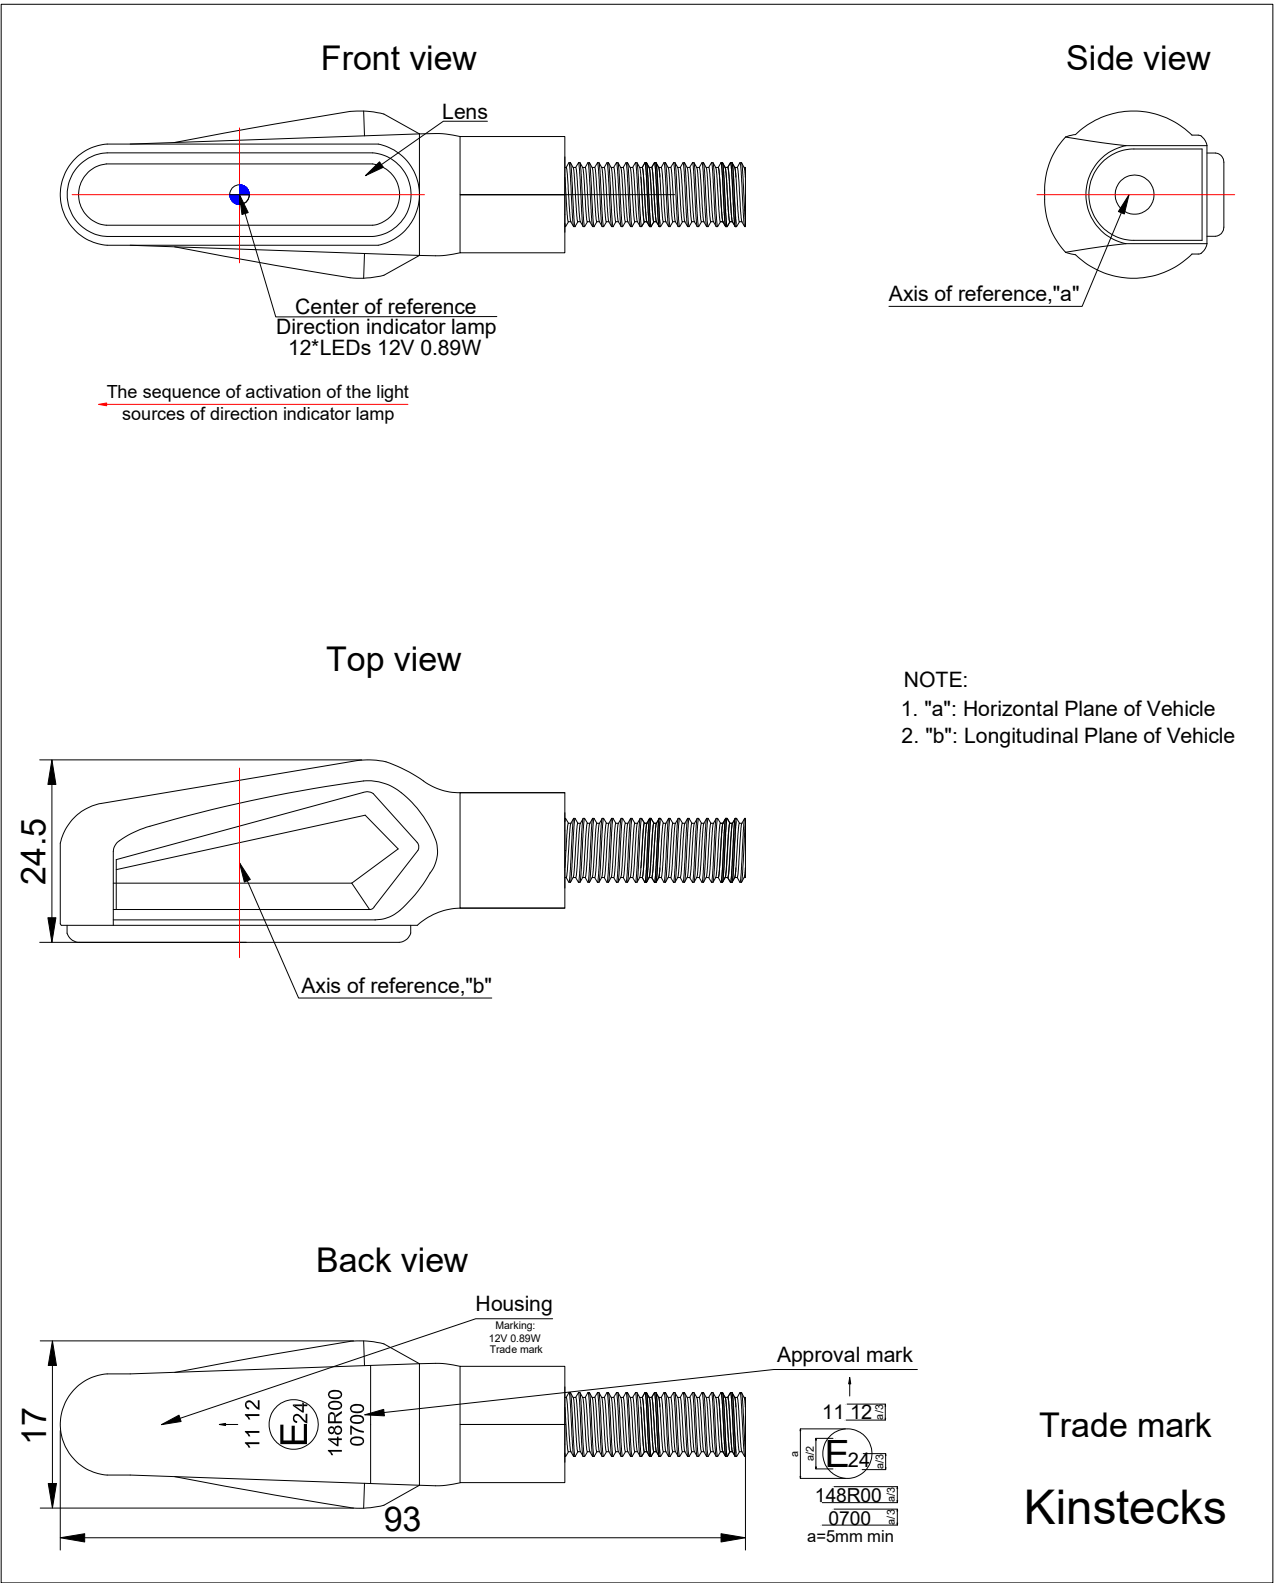 Front view
Side view
Lens
Center of reference
Direction indicator lamp
12*LEDs 12V 0.89W
Axis of reference,"a"
The sequence of activation of the light
sources of direction indicator lamp
Top view
NOTE:
1. "a": Horizontal Plane of Vehicle
2. "b": Longitudinal Plane of Vehicle
24.5
Axis of reference,"b"
Back view
Housing
Marking:
12V 0.89W
Trade mark
Approval mark
17
11 12
E24
148R00
0700
93
11 12 a/3
a a/2 E24 a/3
148R00 a/3
0700 a/3
a=5mm min
Trade mark
Kinstecks